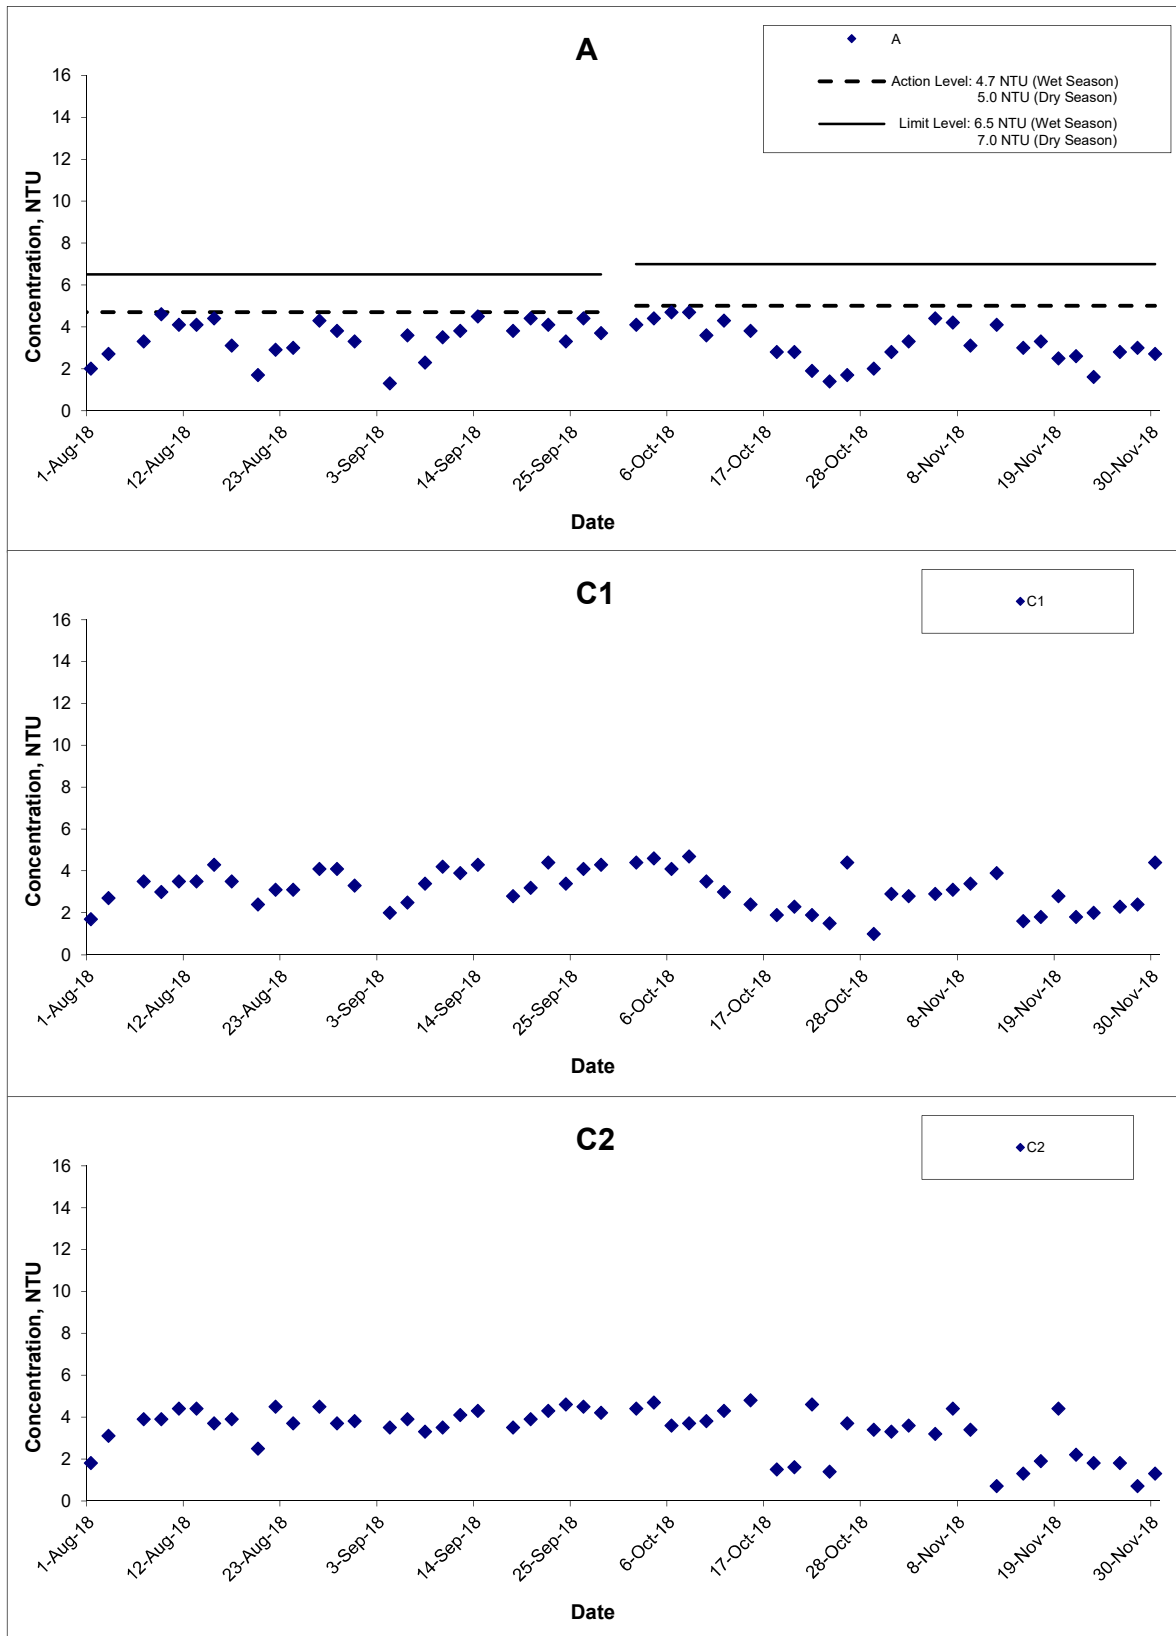 A
A
Action Level: 4.7 NTU (Wet Season)
5.0 NTU (Dry Season)
Limit Level: 6.5 NTU (Wet Season)
7.0 NTU (Dry Season)
16
14
12
10
8
6
4
2
0
Concentration, NTU
1-Aug-18
12-Aug-18
23-Aug-18
3-Sep-18
14-Sep-18
25-Sep-18
6-Oct-18
17-Oct-18
28-Oct-18
8-Nov-18
19-Nov-18
30-Nov-18
Date
C1
C1
16
14
12
10
8
6
4
2
0
Concentration, NTU
1-Aug-18
12-Aug-18
23-Aug-18
3-Sep-18
14-Sep-18
25-Sep-18
6-Oct-18
17-Oct-18
28-Oct-18
8-Nov-18
19-Nov-18
30-Nov-18
Date
C2
C2
16
14
12
10
8
6
4
2
0
Concentration, NTU
1-Aug-18
12-Aug-18
23-Aug-18
3-Sep-18
14-Sep-18
25-Sep-18
6-Oct-18
17-Oct-18
28-Oct-18
8-Nov-18
19-Nov-18
30-Nov-18
Date